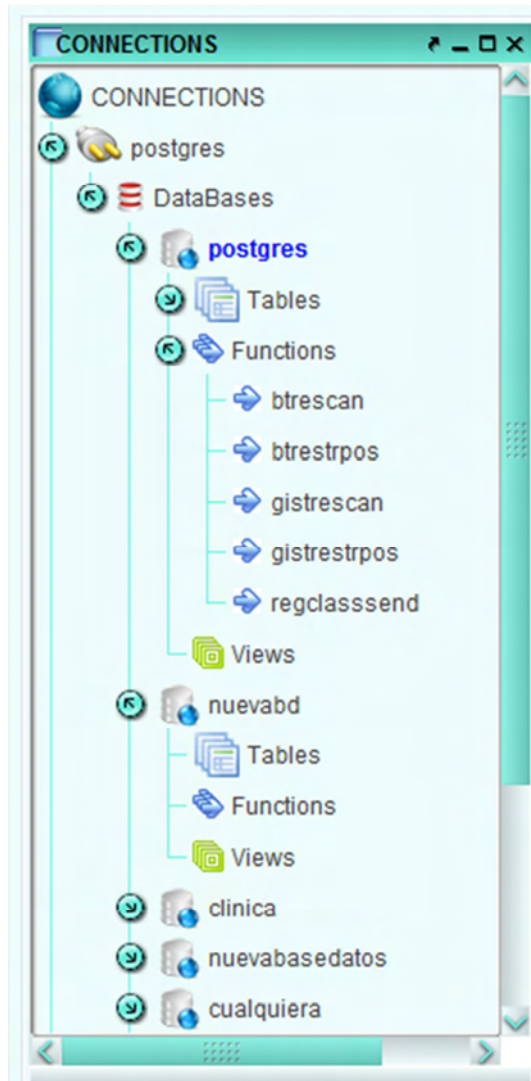 CONNECTIONS
CONNECTIONS
postgres
DataBases
postgres
Tables
Functions
btrescan
btrestrpos
gistrescan
gistrestrpos
regclasssend
Views
nuevabd
Tables
Functions
Views
clinica
nuevabasedatos
cualquiera